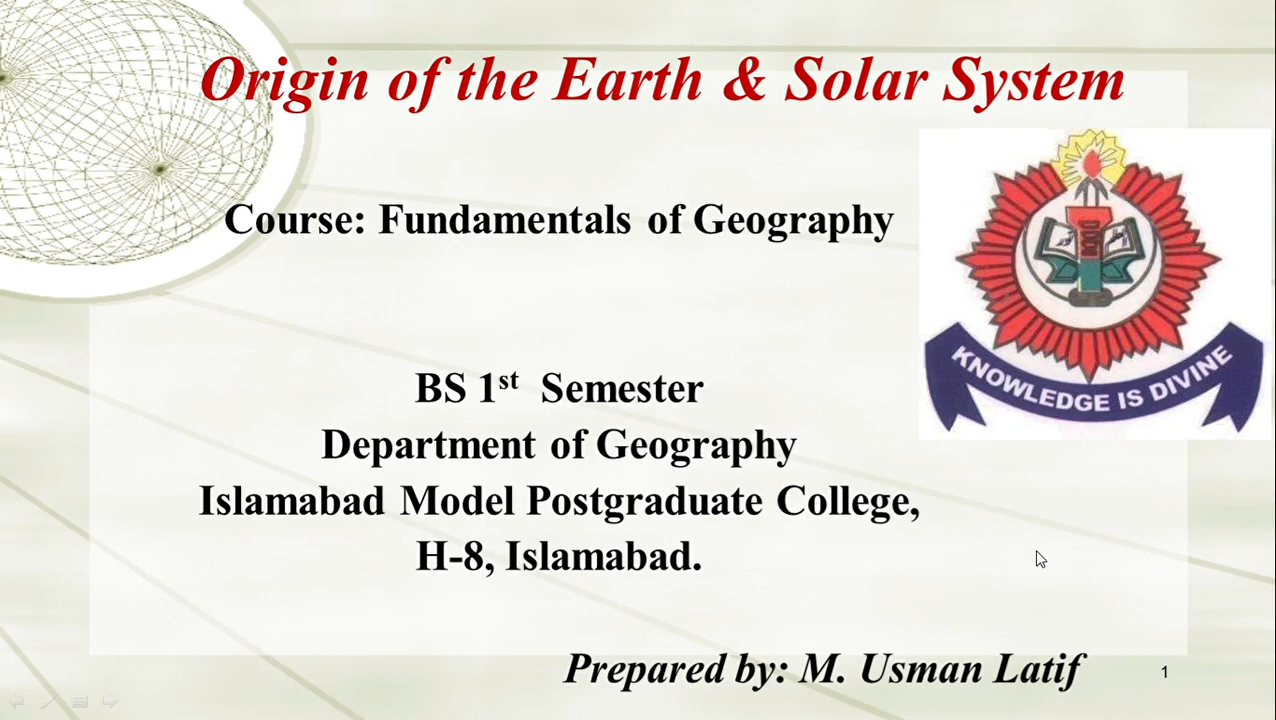 Origin of the Earth & Solar System
Course: Fundamentals of Geography
KNOWLEDGE IS DIVINE
BS 1st Semester
Department of Geography
Islamabad Model Postgraduate College,
H-8, Islamabad.
Prepared by: M. Usman Latif
1